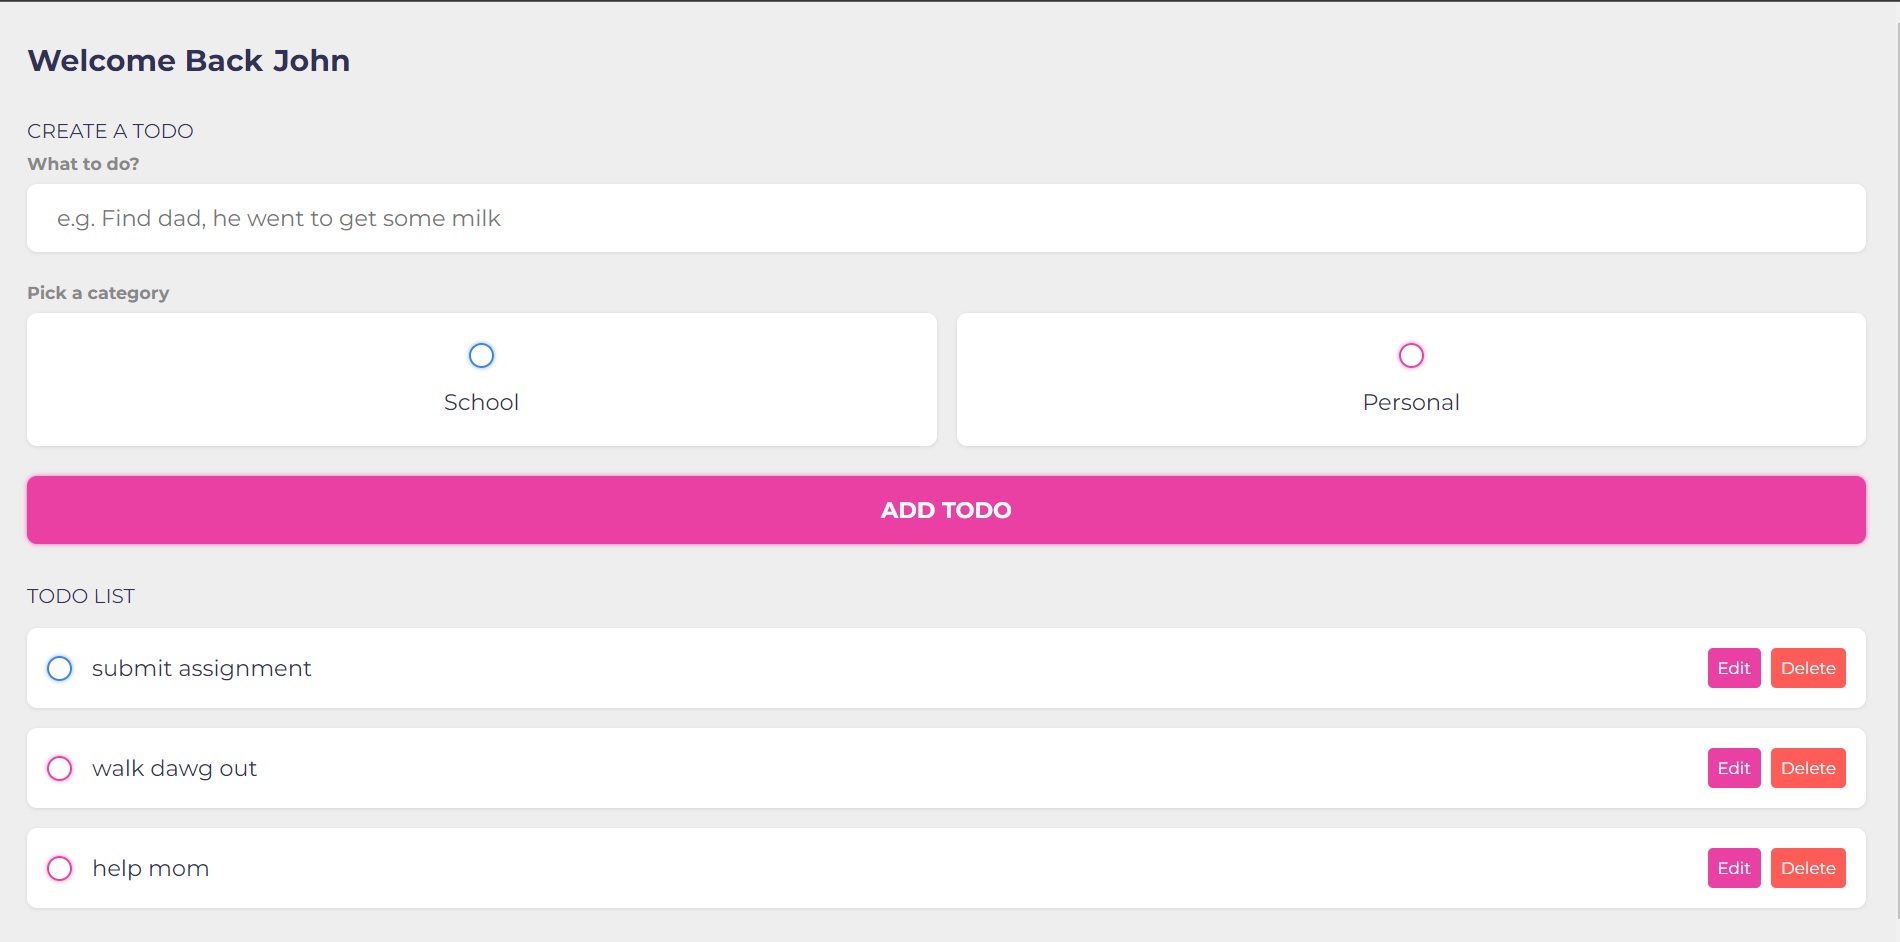 Welcome Back John
CREATE A TODO
What to do?
e.g. Find dad, he went to get some milk
Pick a category
School
Personal
ADD TODO
TODO LIST
submit assignment
Edit
Delete
walk dawg out
Edit
Delete
help mom
Edit
Delete